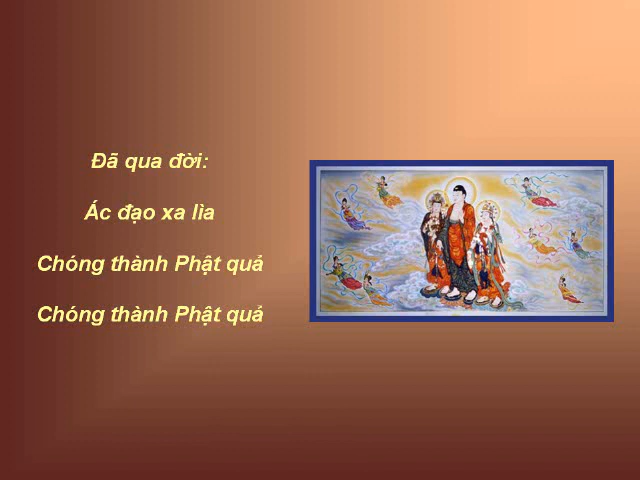 Đã qua đời:
Ác đạo xa lìa
Chóng thành Phật quả
Chóng thành Phật quả